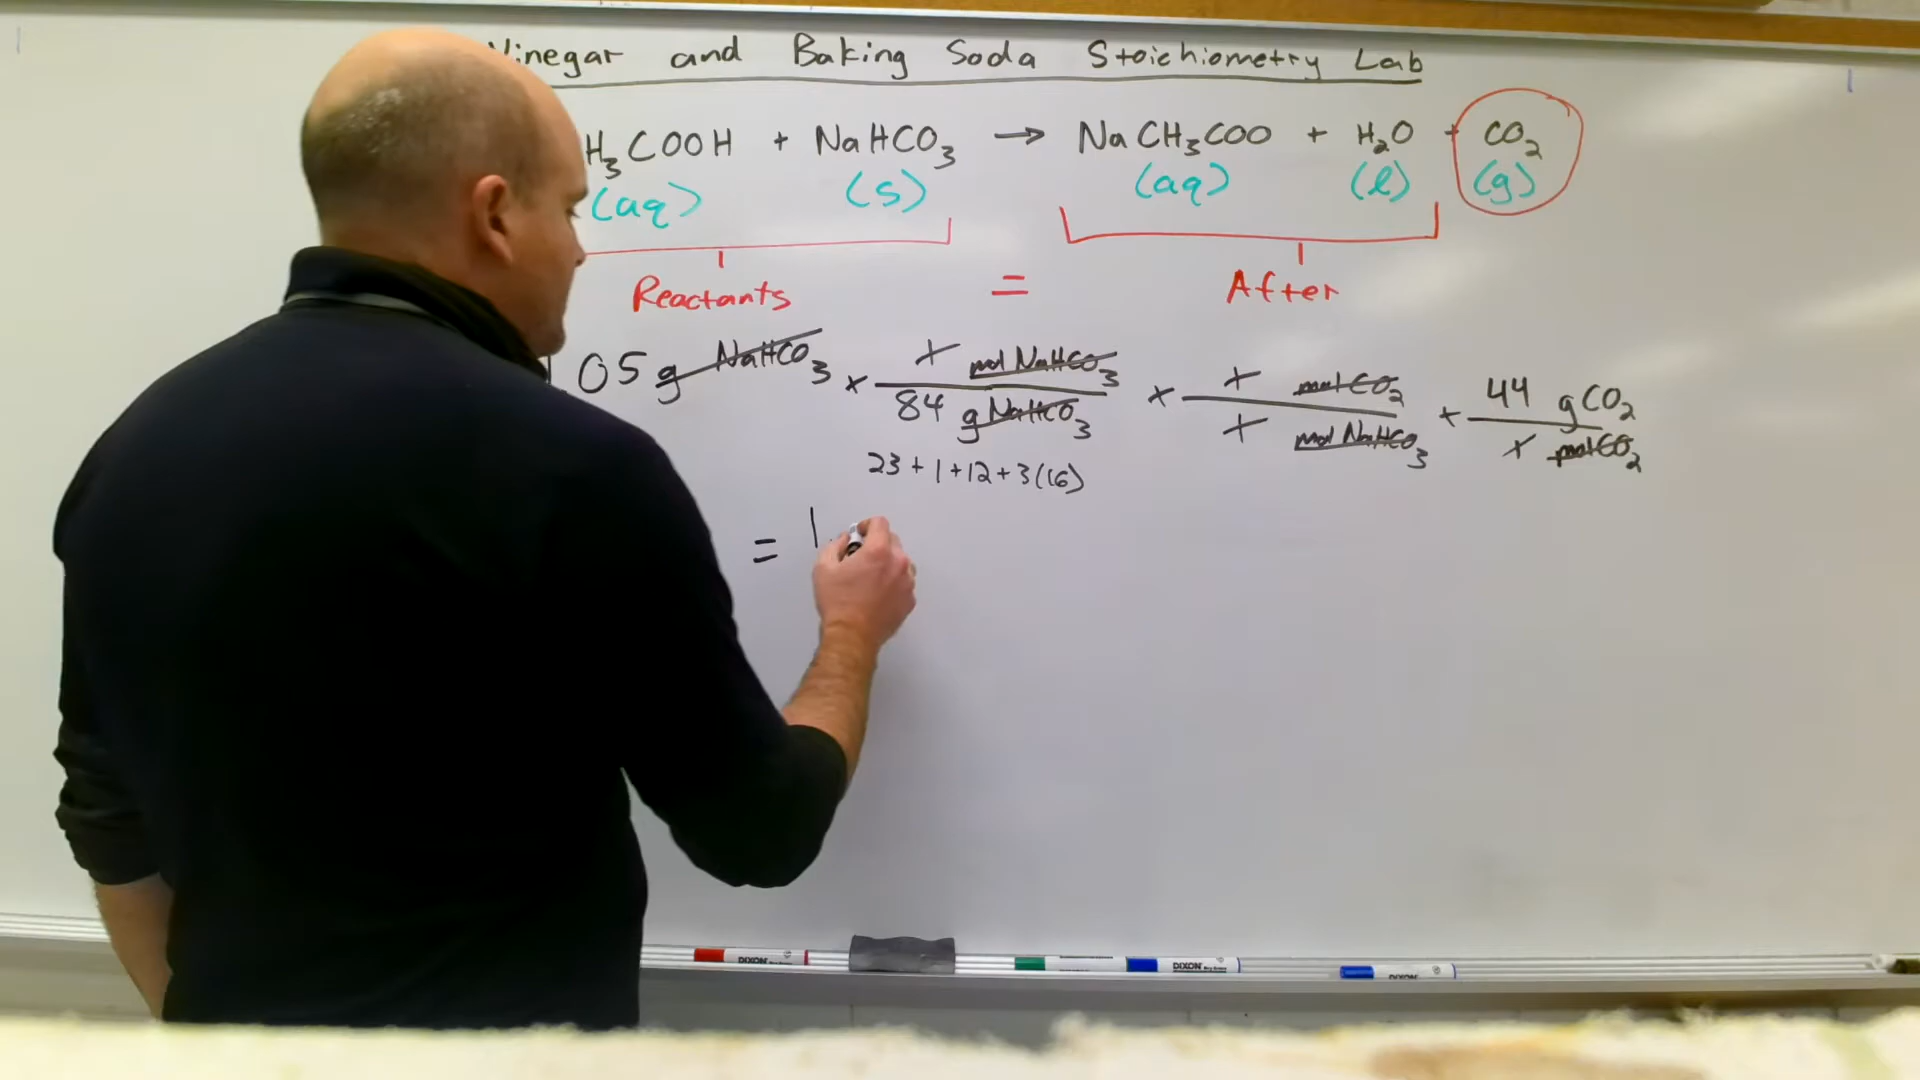 Vinegar and Baking Soda Stoichiometry Lab
H₃COOH + NaHCO₃ → NaCH₃COO + H₂O + CO₂
(aq) (s) (aq) (l) (g)
Reactants = After
05 g NaHCO₃ × 1 mol NaHCO₃ / 84 g NaHCO₃ × 1 mol CO₂ / 1 mol NaHCO₃ × 44 g CO₂ / 1 mol CO₂
23 + 1 + 12 + 3(16)
= 1.
DIXON DIXON DIXON